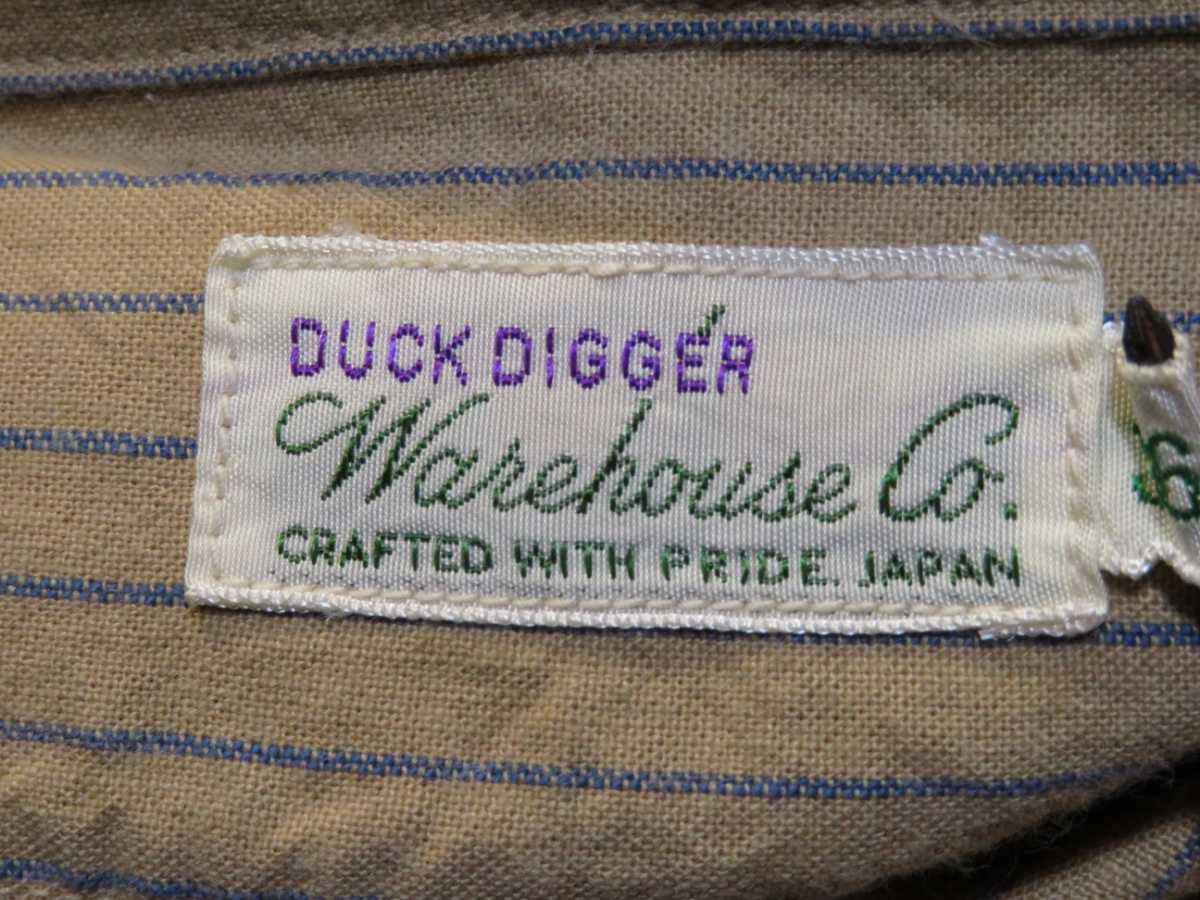 DUCK DIGGER
Warehouse Co.
CRAFTED WITH PRIDE. JAPAN